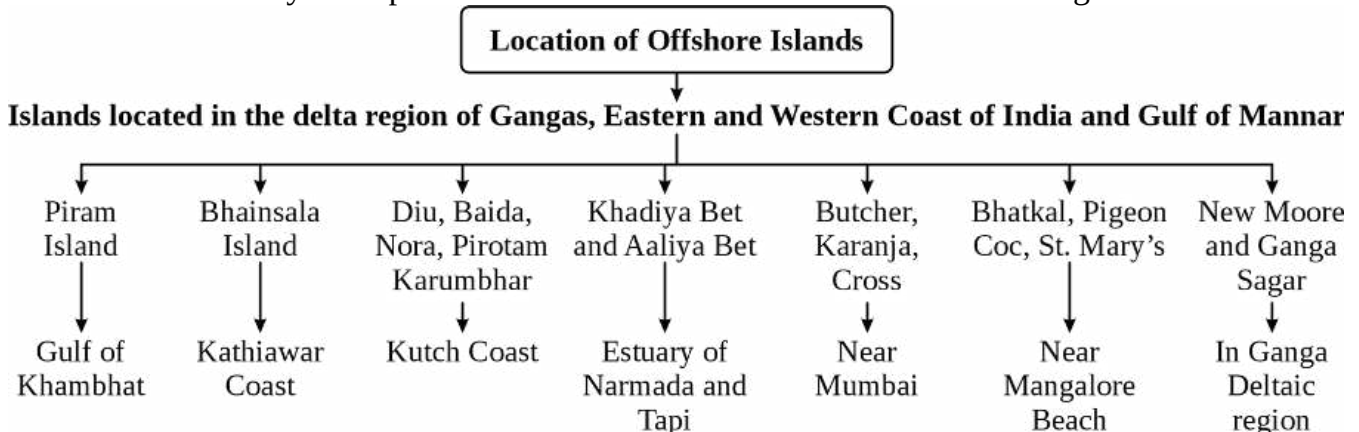 Location of Offshore Islands
Islands located in the delta region of Gangas, Eastern and Western Coast of India and Gulf of Mannar
Piram
Island
Bhainsala
Island
Diu, Baida,
Nora, Pirotam
Karumbhar
Khadiya Bet
and Aaliya Bet
Butcher,
Karanja,
Cross
Bhatkal, Pigeon
Coc, St. Mary’s
New Moore
and Ganga
Sagar
Gulf of
Khambhat
Kathiawar
Coast
Kutch Coast
Estuary of
Narmada and
Tapi
Near
Mumbai
Near
Mangalore
Beach
In Ganga
Deltaic
region